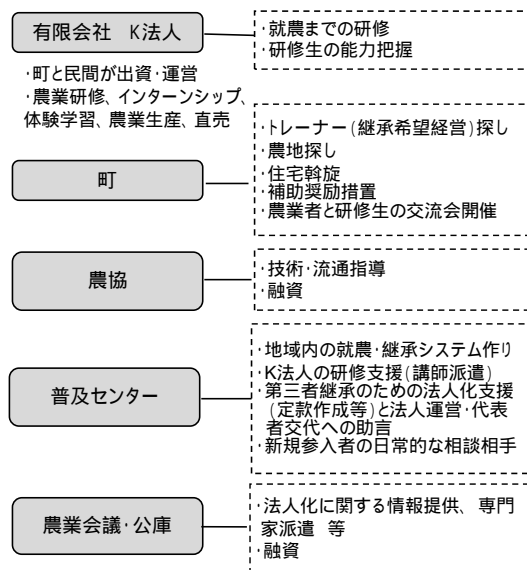 有限会社　K法人
･就農までの研修
･研修生の能力把握
･町と民間が出資･運営
･農業研修、インターンシップ、
体験学習、農業生産、直売
町
･トレーナー(継承希望経営)探し
･農地探し
･住宅斡旋
･補助奨励措置
･農業者と研修生の交流会開催
農協
･技術･流通指導
･融資
普及センター
･地域内の就農･継承システム作り
･K法人の研修支援(講師派遣)
･第三者継承のための法人化支援
(定款作成等)と法人運営･代表
者交代への助言
･新規参入者の日常的な相談相手
農業会議･公庫
･法人化に関する情報提供、専門
家派遣　等
･融資